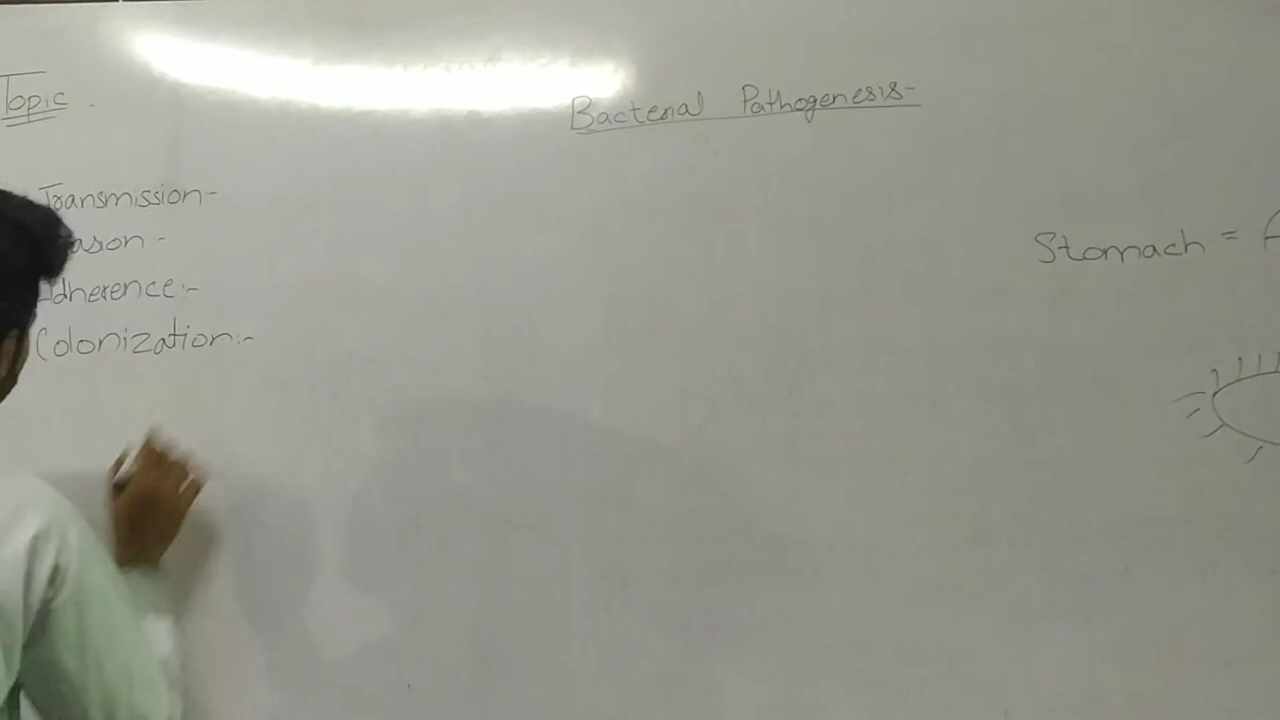 Topic
Bacterial Pathogenesis-
Transmission-
Adherence:-
Colonization:-
Stomach =